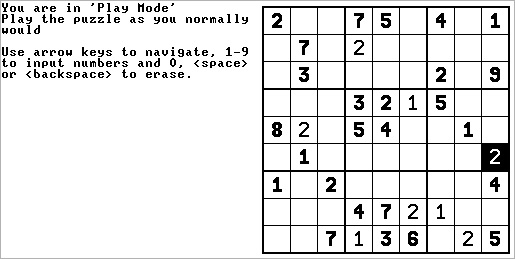 You are in 'Play Mode'
Play the puzzle as you normally
would
Use arrow keys to navigate, 1-9
to input numbers and 0, <space>
or <backspace> to erase.
2 7 5 4 1
7 2
3 2 9
3 2 1 5
8 2 5 4 1
1 2
1 2 4
4 7 2 1
7 1 3 6 2 5